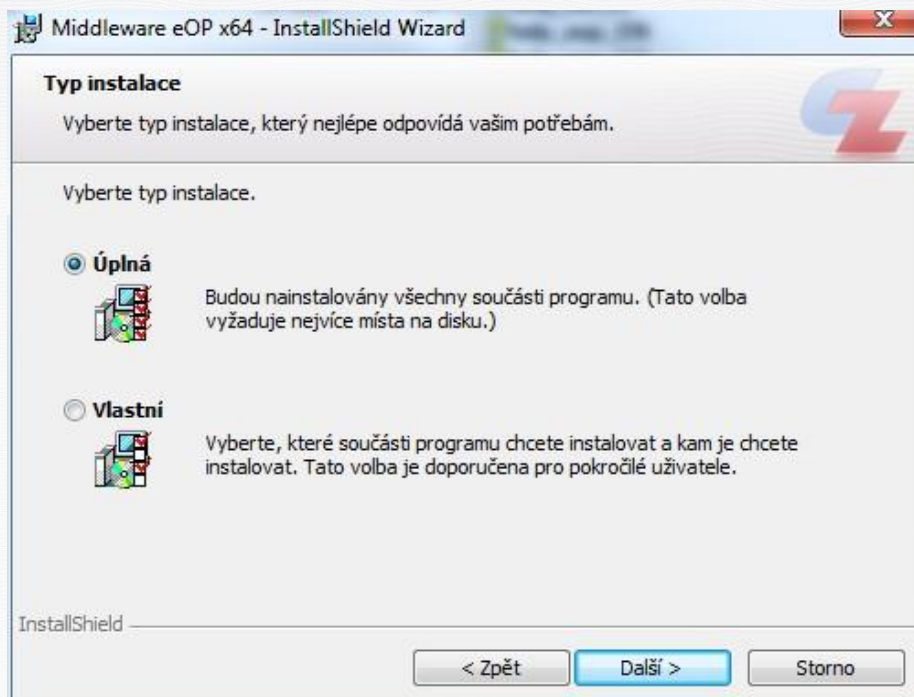 Middleware eOP x64 - InstallShield Wizard
Typ instalace
Vyberte typ instalace, který nejlépe odpovídá vašim potřebám.
CZ
Vyberte typ instalace.
Úplná
Budou nainstalovány všechny součásti programu. (Tato volba
vyžaduje nejvíce místa na disku.)
Vlastní
Vyberte, které součásti programu chcete instalovat a kam je chcete
instalovat. Tato volba je doporučena pro pokročilé uživatele.
InstallShield
< Zpět
Další >
Storno